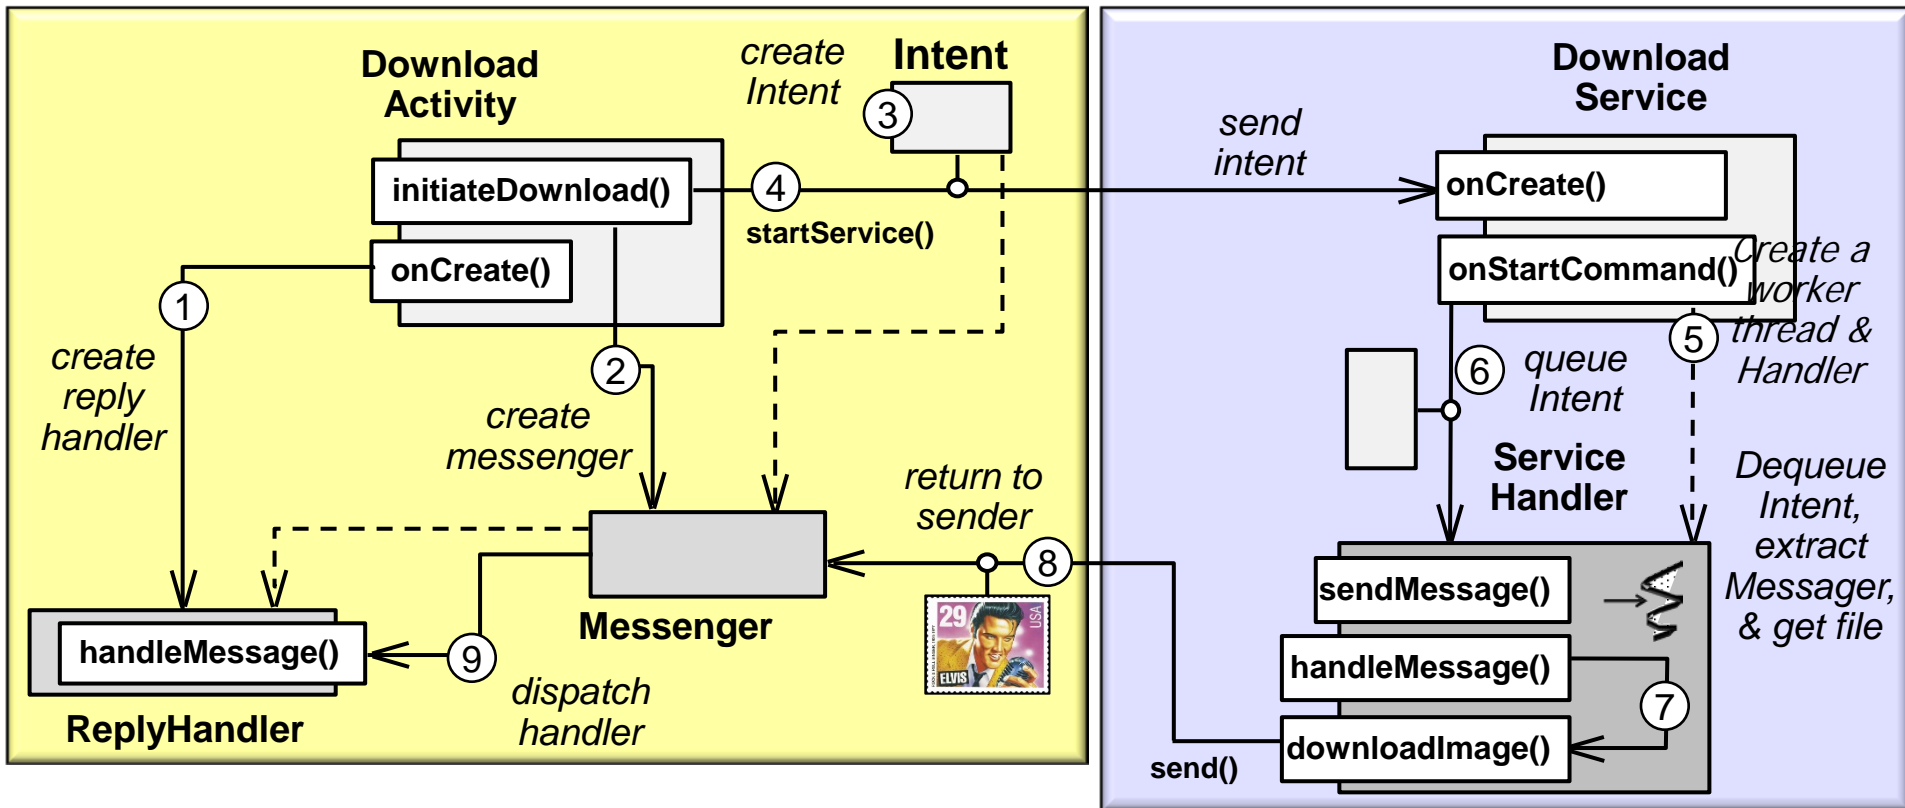 Download
Activity
create
Intent
Intent
3
initiateDownload()
4
startService()
onCreate()
1
create
reply
handler
2
create
messenger
return to
sender
8
Messenger
29
USA
ELVIS
handleMessage()
9
dispatch
handler
ReplyHandler
send
intent
Download
Service
onCreate()
onStartCommand()
Create a
worker
thread &
Handler
5
6
queue
Intent
Service
Handler
Dequeue
Intent,
extract
Messager,
& get file
sendMessage()
handleMessage()
7
downloadImage()
send()